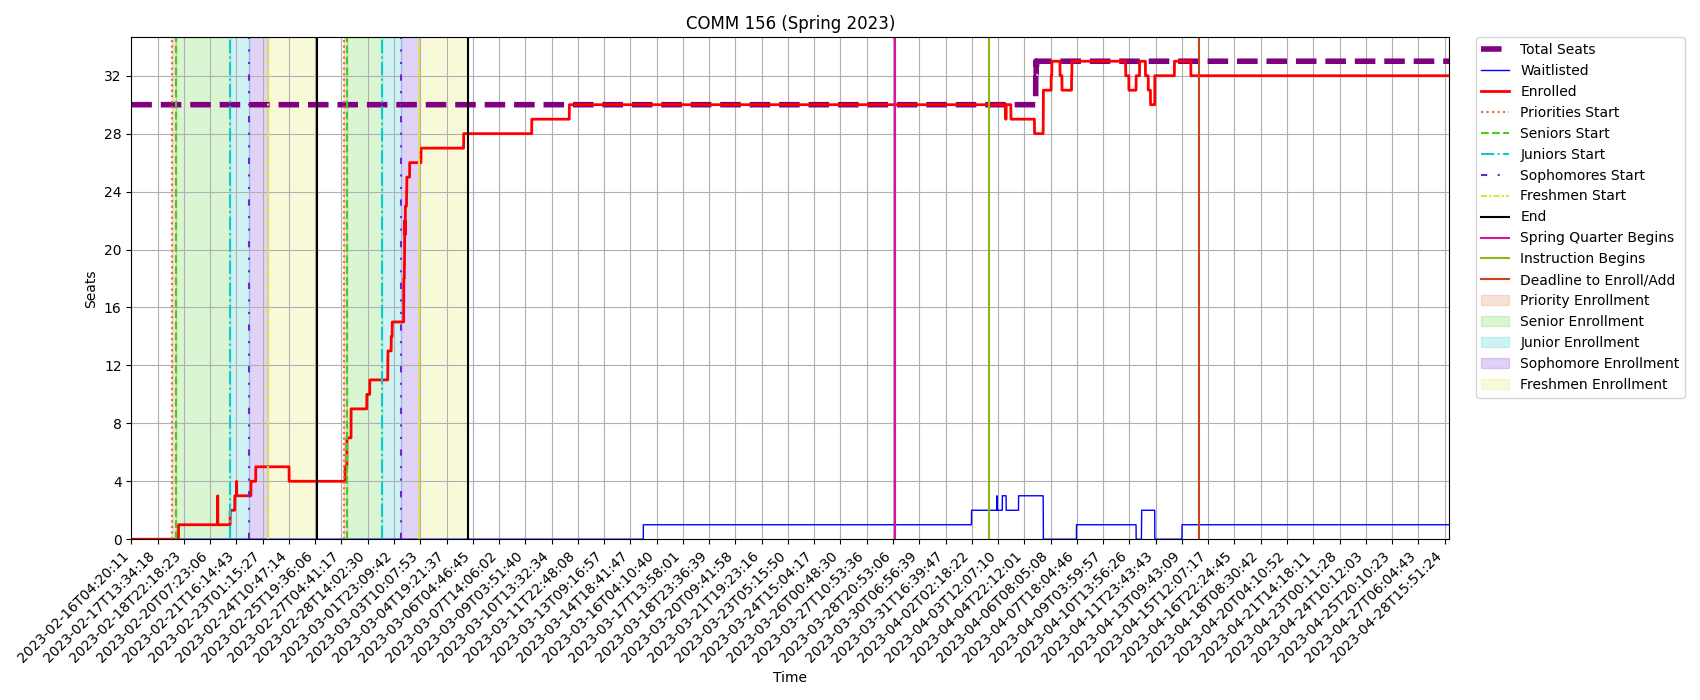 COMM 156 (Spring 2023)
Seats
32
28
24
20
16
12
8
4
0
2023-02-16T04:20:11
2023-02-17T13:34:18
2023-02-18T22:18:23
2023-02-20T07:23:06
2023-02-21T16:14:43
2023-02-23T01:15:27
2023-02-24T10:47:14
2023-02-25T19:36:06
2023-02-27T04:41:17
2023-02-28T14:02:30
2023-03-01T23:09:42
2023-03-03T10:07:53
2023-03-04T19:21:37
2023-03-06T04:46:45
2023-03-07T14:06:02
2023-03-09T03:51:40
2023-03-10T13:32:34
2023-03-11T22:48:08
2023-03-13T09:16:57
2023-03-14T18:41:47
2023-03-16T04:10:40
2023-03-17T13:58:01
2023-03-18T23:36:39
2023-03-20T09:41:58
2023-03-21T19:23:16
2023-03-23T05:15:50
2023-03-24T15:04:17
2023-03-26T00:48:30
2023-03-27T10:53:36
2023-03-28T20:53:06
2023-03-30T06:56:39
2023-03-31T16:39:47
2023-04-02T02:18:22
2023-04-03T12:07:10
2023-04-04T22:12:01
2023-04-06T08:05:08
2023-04-07T18:04:46
2023-04-09T03:59:57
2023-04-10T13:56:28
2023-04-11T23:43:43
2023-04-13T09:43:09
2023-04-15T12:07:17
2023-04-16T22:24:45
2023-04-18T08:30:42
2023-04-20T04:10:52
2023-04-21T14:18:11
2023-04-23T00:11:28
2023-04-24T10:12:03
2023-04-25T20:10:23
2023-04-27T06:04:43
2023-04-28T15:51:24
Time
Total Seats
Waitlisted
Enrolled
Priorities Start
Seniors Start
Juniors Start
Sophomores Start
Freshmen Start
End
Spring Quarter Begins
Instruction Begins
Deadline to Enroll/Add
Priority Enrollment
Senior Enrollment
Junior Enrollment
Sophomore Enrollment
Freshmen Enrollment